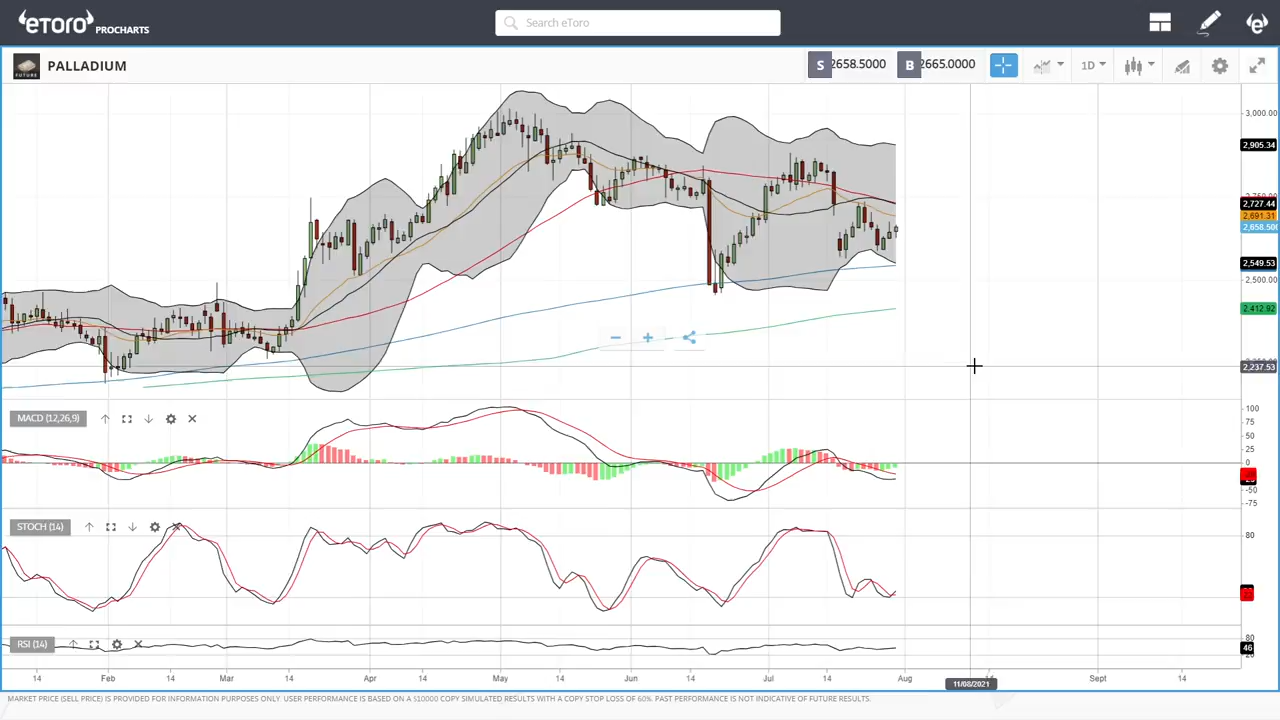 eToro PROCHARTS
Search eToro
FUTURE
PALLADIUM
S 2658.5000 B 2665.0000
1D
3,000.00
2,905.34
2,727.44
2,691.31
2,658.500
2,549.53
2,500.00
2,412.92
2,237.53
MACD (12,26,9)
100
75
50
25
0
-50
-75
STOCH (14)
80
RSI (14)
80
46
14 Feb 14 Mar 14 Apr 14 May 14 Jun 14 Jul 14 Aug Sept 14
11/08/2021
MARKET PRICE (SELL PRICE) IS PROVIDED FOR INFORMATION PURPOSES ONLY. USER PERFORMANCE IS BASED ON A $10000 COPY SIMULATED RESULTS WITH A COPY STOP LOSS OF 60%. PAST PERFORMANCE IS NOT INDICATIVE OF FUTURE RESULTS.